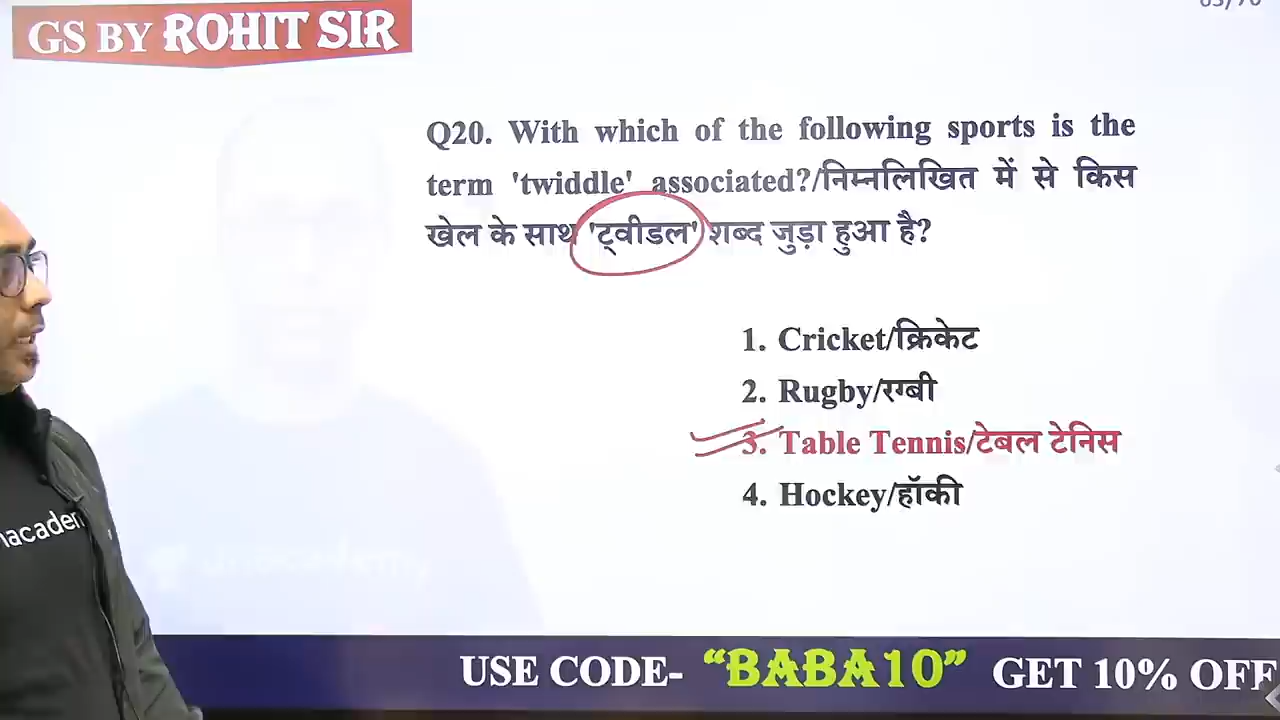 GS BY ROHIT SIR
Q20. With which of the following sports is the
term 'twiddle' associated?/निम्नलिखित में से किस
खेल के साथ 'ट्वीडल' शब्द जुड़ा हुआ है?
1. Cricket/क्रिकेट
2. Rugby/रग्बी
3. Table Tennis/टेबल टेनिस
4. Hockey/हॉकी
unacademy
USE CODE- “BABA10” GET 10% OFF